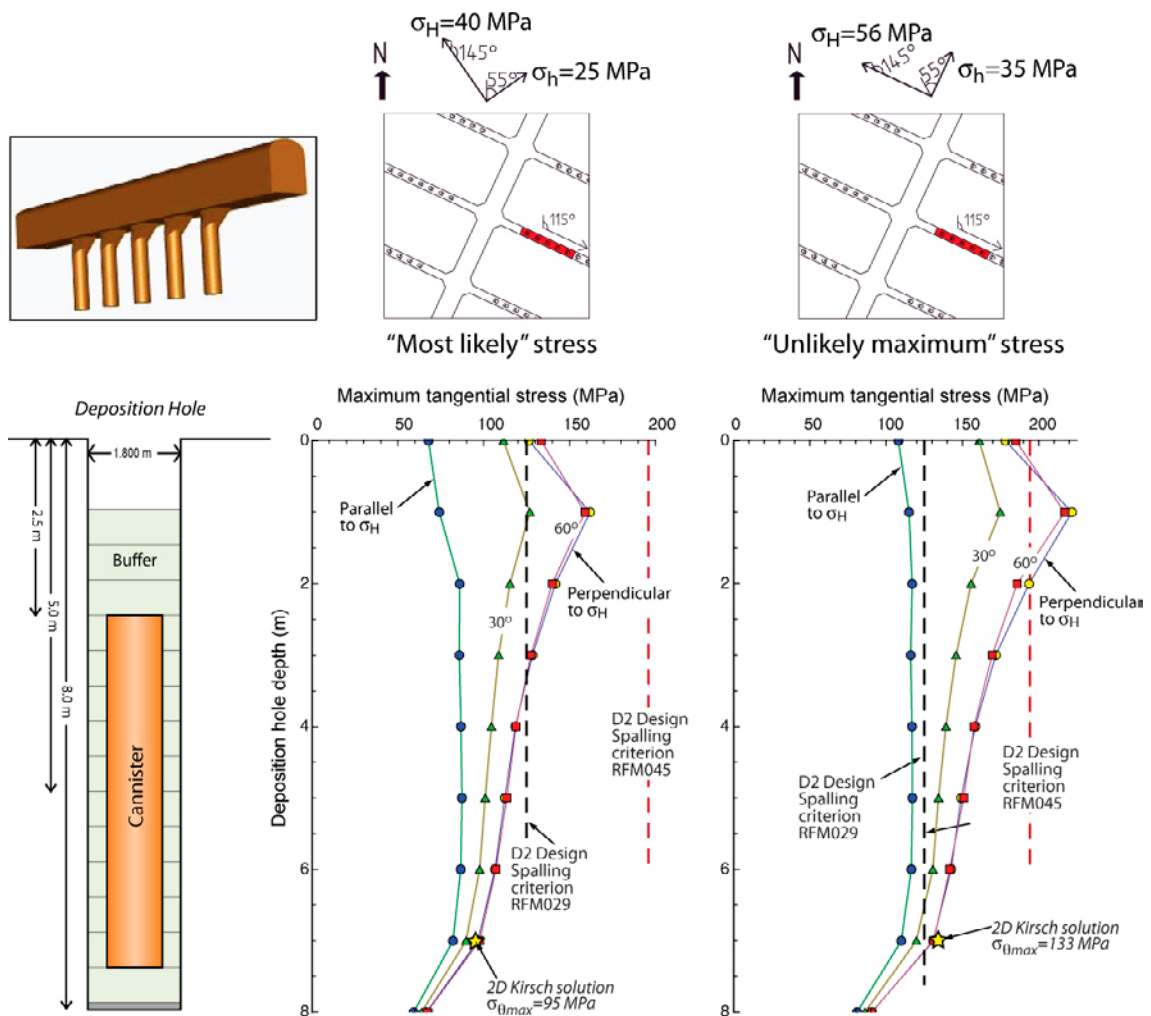 σH=40 MPa
145°
N
55°
σh=25 MPa
115°
"Most likely" stress
σH=56 MPa
145°
N
55°
σh=35 MPa
115°
"Unlikely maximum" stress
Deposition Hole
1.800 m
2.5 m
5.0 m
8.0 m
Buffer
Cannister
Maximum tangential stress (MPa)
0 50 100 150 200
Deposition hole depth (m)
0
2
4
6
8
Parallel
to σH
60°
Perpendicular
to σH
30°
D2 Design
Spalling
criterion
RFM045
D2 Design
Spalling
criterion
RFM029
2D Kirsch solution
σθmax=95 MPa
Maximum tangential stress (MPa)
0 50 100 150 200
0
2
4
6
8
Parallel
to σH
30°
60°
Perpendicular
to σH
D2 Design
Spalling
criterion
RFM029
D2 Design
Spalling
criterion
RFM045
2D Kirsch solution
σθmax=133 MPa